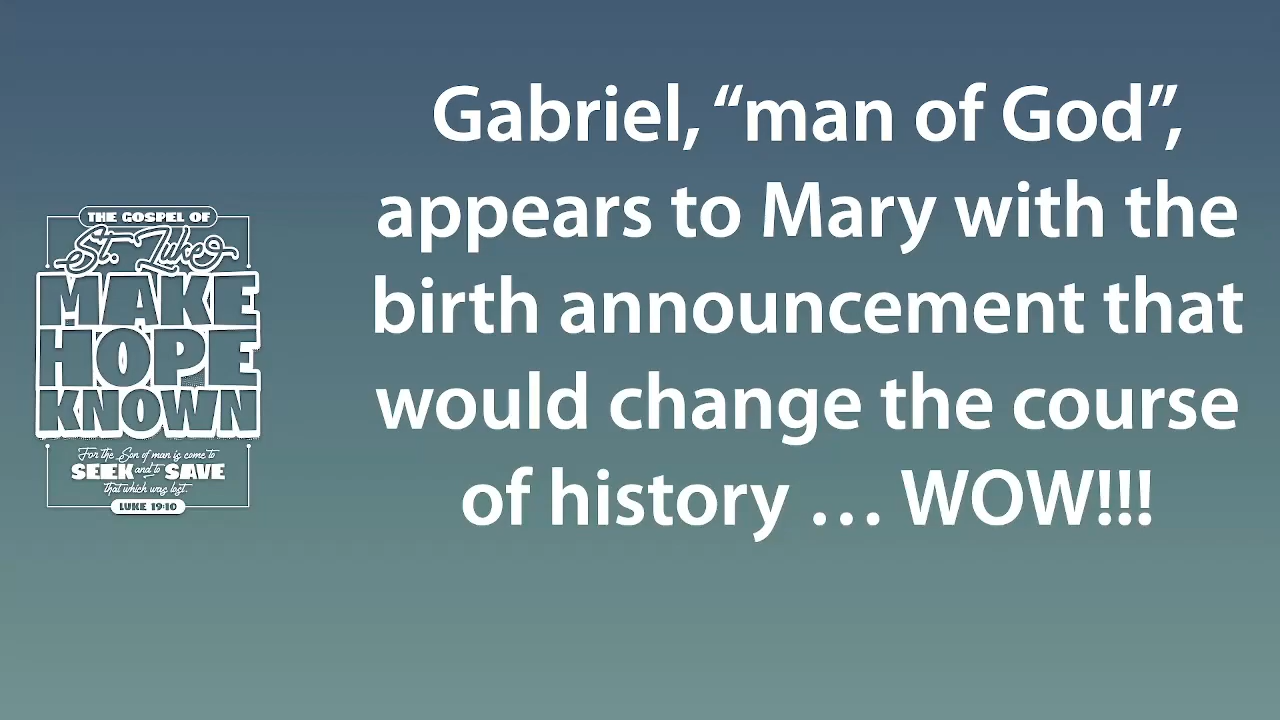 THE GOSPEL OF
St. Luke
MAKE
HOPE
KNOWN
For the Son of man is come to
SEEK and to SAVE
that which was lost.
LUKE 19:10
Gabriel, “man of God”,
appears to Mary with the
birth announcement that
would change the course
of history … WOW!!!